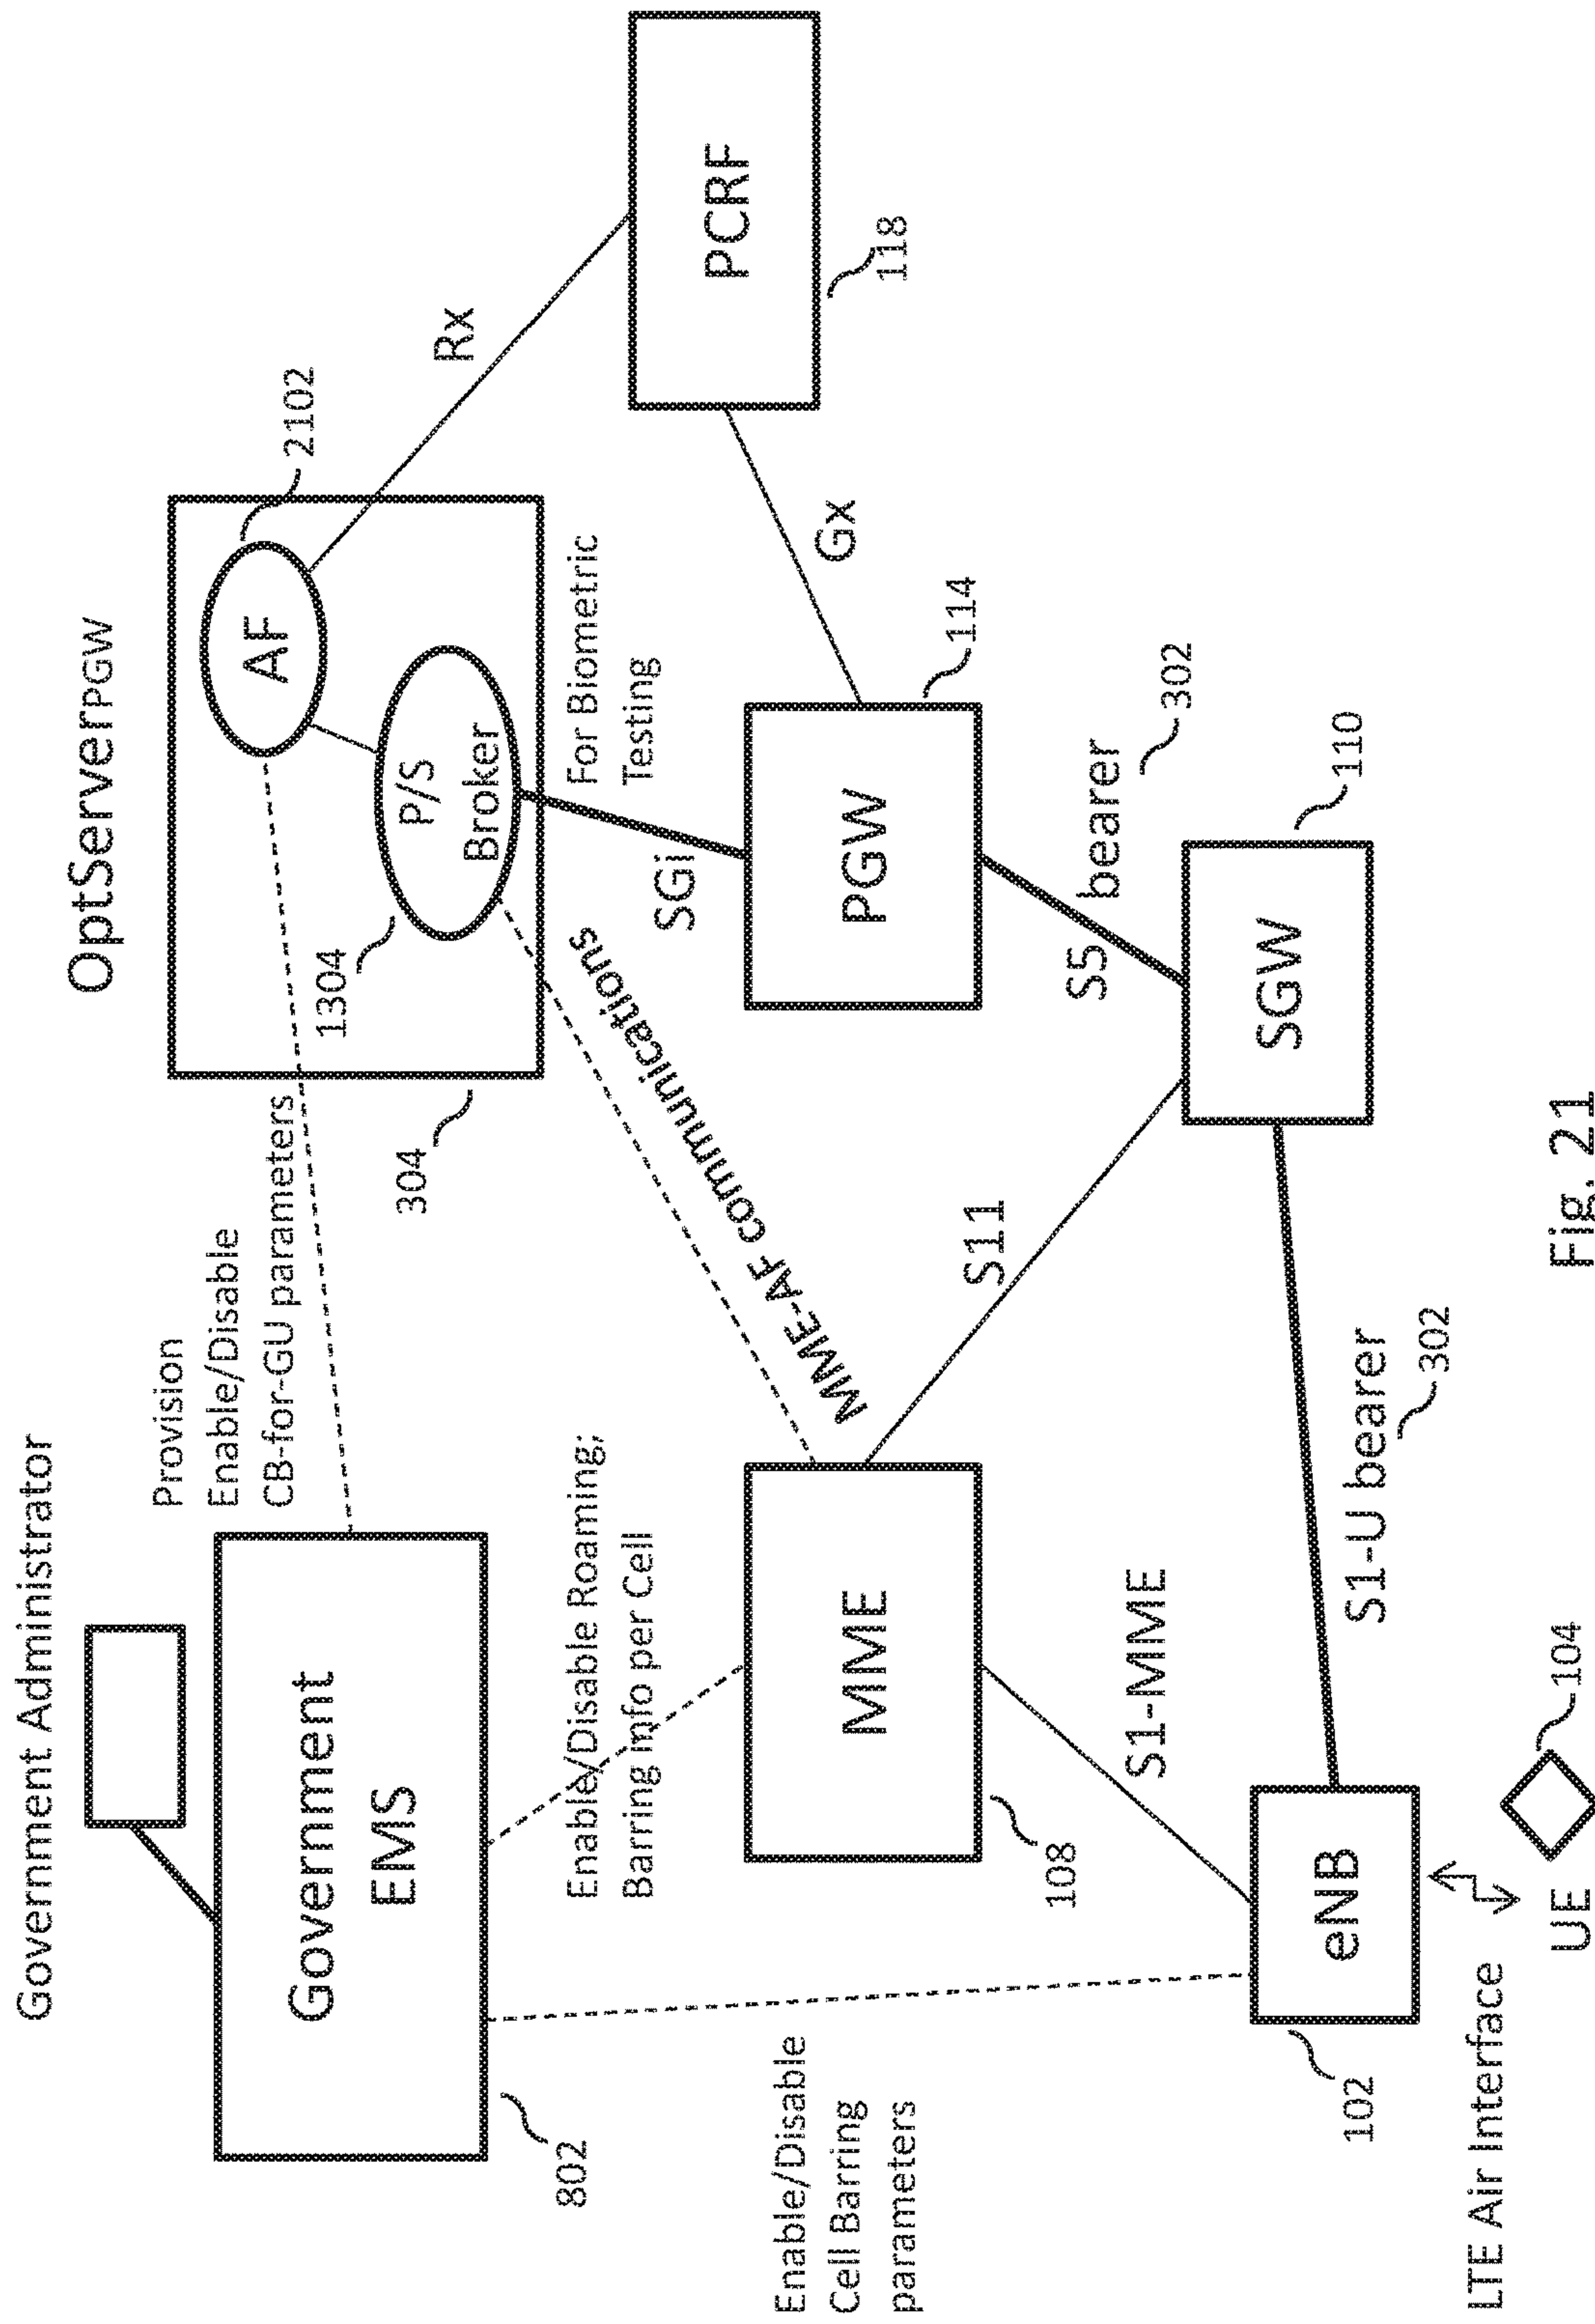 Government Administrator
OptServerPGW
Provision
Enable/Disable
CB-for-GU parameters
Government
EMS
802
AF
2102
P/S
Broker
1304
304
Rx
Enable/Disable Roaming;
Barring Info per Cell
MME-AF communications
For Biometric
Testing
SGi
PCRF
118
Gx
Enable/Disable
Cell Barring
parameters
MME
108
PGW
114
S11
S5
bearer
302
S1-MME
SGW
110
eNB
102
S1-U bearer
302
LTE Air Interface
UE
104
Fig. 21